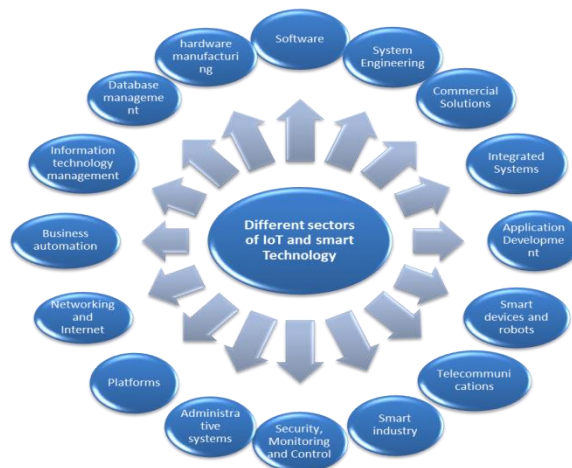 Software
System
Engineering
Commercial
Solutions
Integrated
Systems
Application
Developme
nt
Smart
devices and
robots
Telecommuni
cations
Smart
industry
Security,
Monitoring
and Control
Administra
tive
systems
Platforms
Networking
and
Internet
Business
automation
Information
technology
management
Database
manageme
nt
hardware
manufacturi
ng
Different sectors
of IoT and smart
Technology